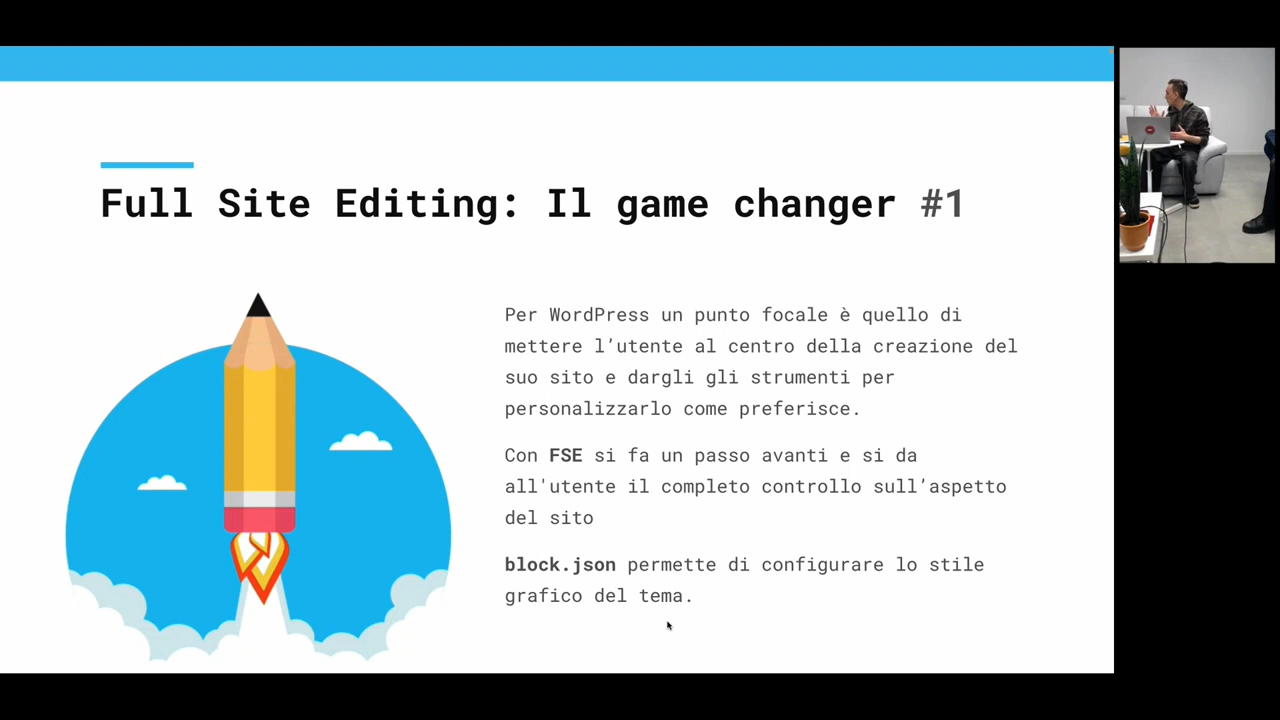 Full Site Editing: Il game changer #1
Per WordPress un punto focale è quello di
mettere l’utente al centro della creazione del
suo sito e dargli gli strumenti per
personalizzarlo come preferisce.
Con FSE si fa un passo avanti e si da
all'utente il completo controllo sull’aspetto
del sito
block.json permette di configurare lo stile
grafico del tema.